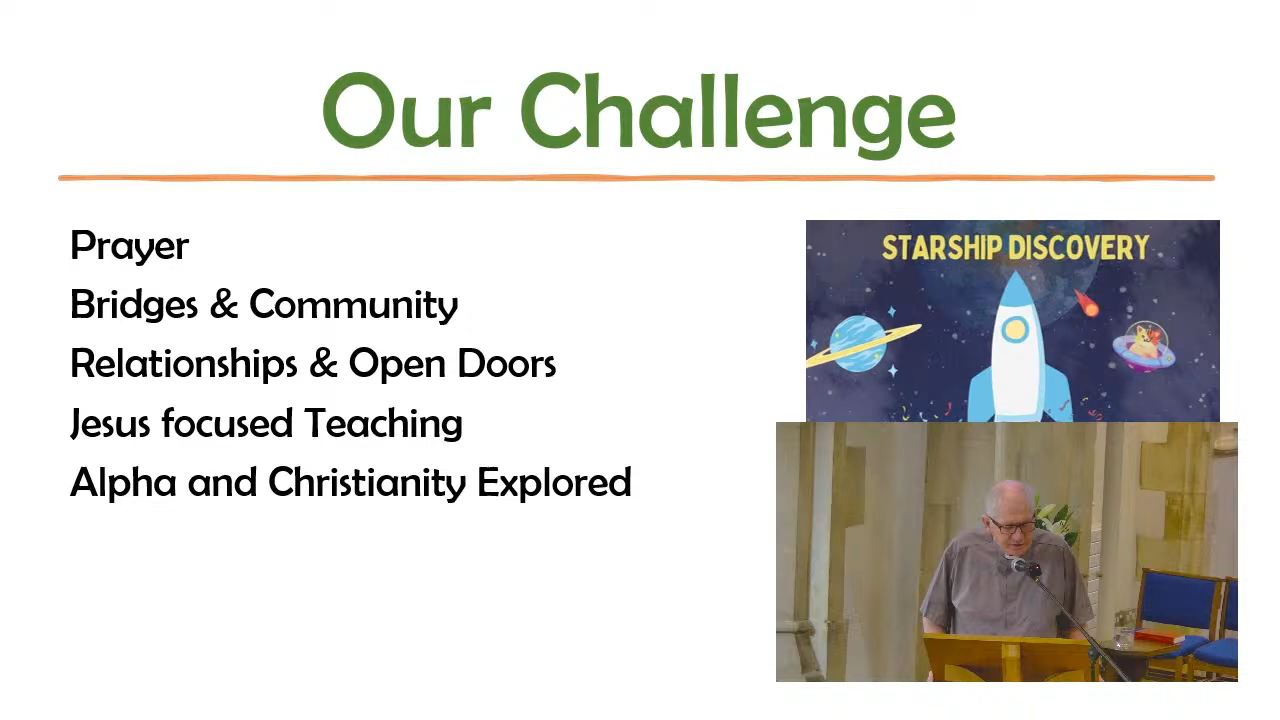 Our Challenge
Prayer
Bridges & Community
Relationships & Open Doors
Jesus focused Teaching
Alpha and Christianity Explored
STARSHIP DISCOVERY